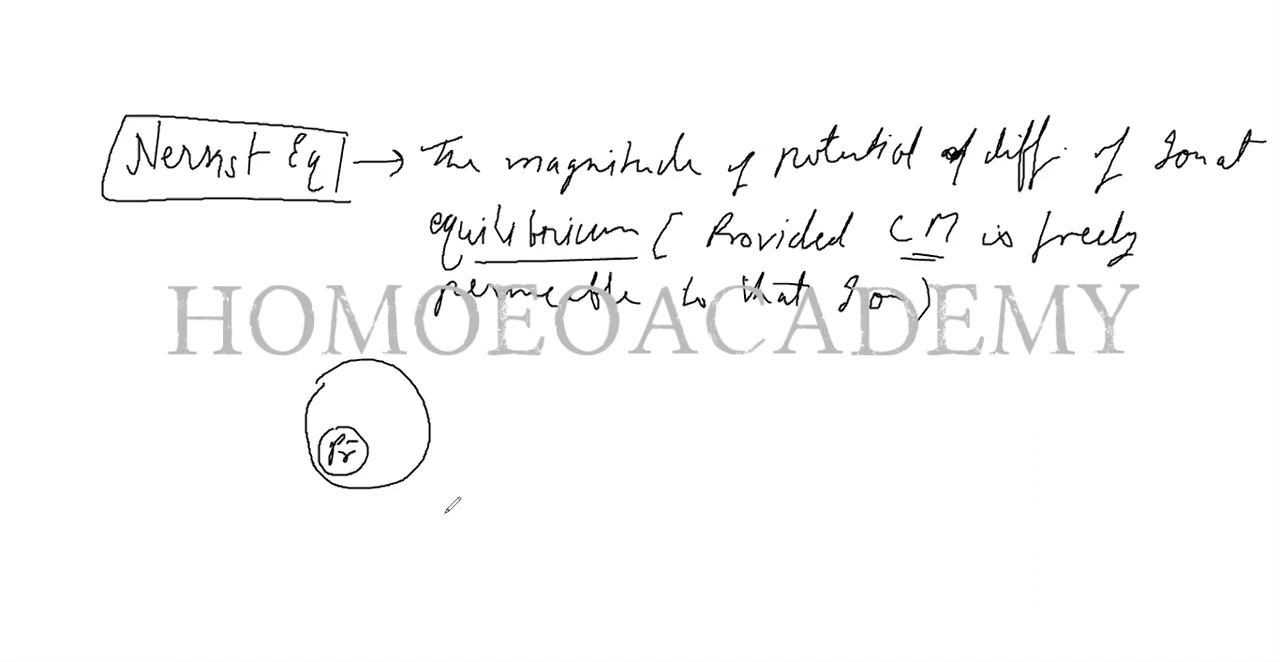 Nernst Eq → The magnitude of potential of diff. of Ion at
equilibrium [ Provided CM is freely
permeable to that Ion )
HOMOEOACADEMY
Pr-